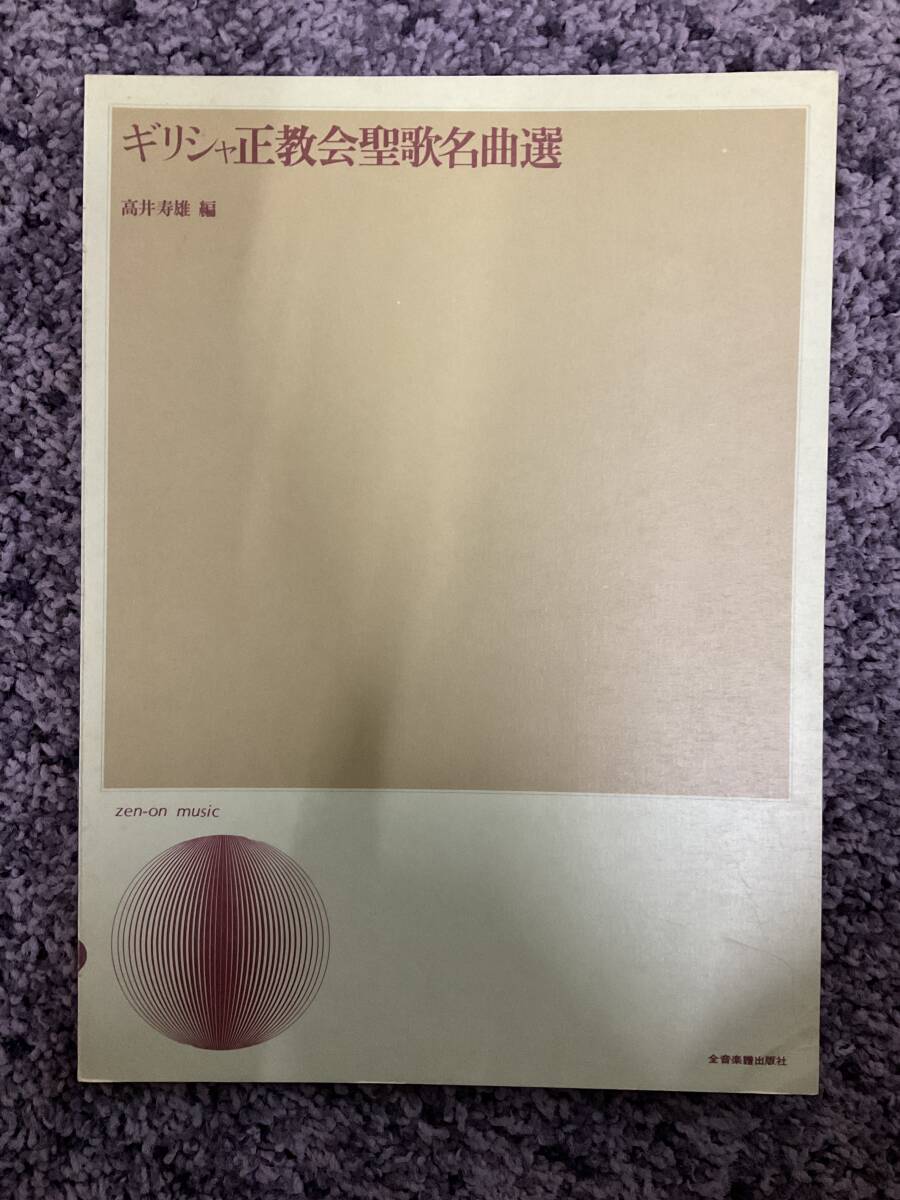 ギリシャ正教会聖歌名曲選
高井寿雄 編
zen-on music
全音楽譜出版社